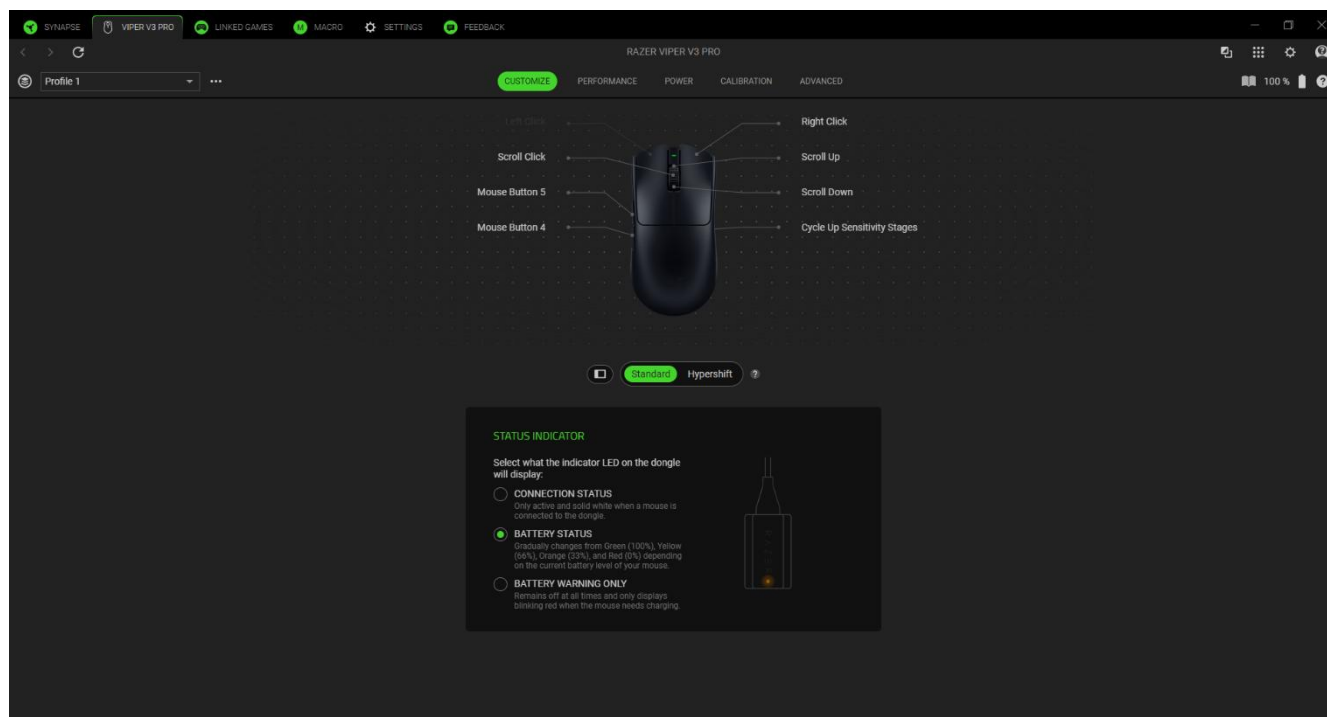 SYNAPSE VIPER V3 PRO LINKED GAMES M MACRO SETTINGS FEEDBACK
RAZER VIPER V3 PRO
Profile 1 CUSTOMIZE PERFORMANCE POWER CALIBRATION ADVANCED 100 % ?
Left Click Right Click
Scroll Click Scroll Up
Mouse Button 5 Scroll Down
Mouse Button 4 Cycle Up Sensitivity Stages
Standard Hypershift ?
STATUS INDICATOR
Select what the indicator LED on the dongle
will display:
CONNECTION STATUS
Only active and solid white when a mouse is
connected to the dongle.
BATTERY STATUS
Gradually changes from Green (100%), Yellow
(66%), Orange (33%), and Red (0%) depending
on the current battery level of your mouse.
BATTERY WARNING ONLY
Remains off at all times and only displays
blinking red when the mouse needs charging.